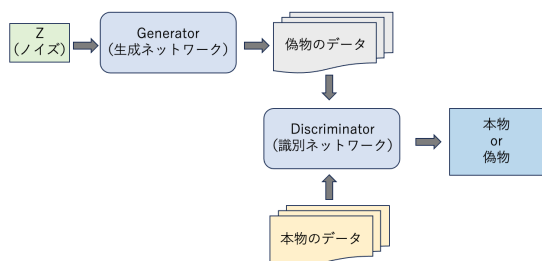 Z
（ノイズ）
Generator
（生成ネットワーク）
偽物のデータ
Discriminator
（識別ネットワーク）
本物
or
偽物
本物のデータ